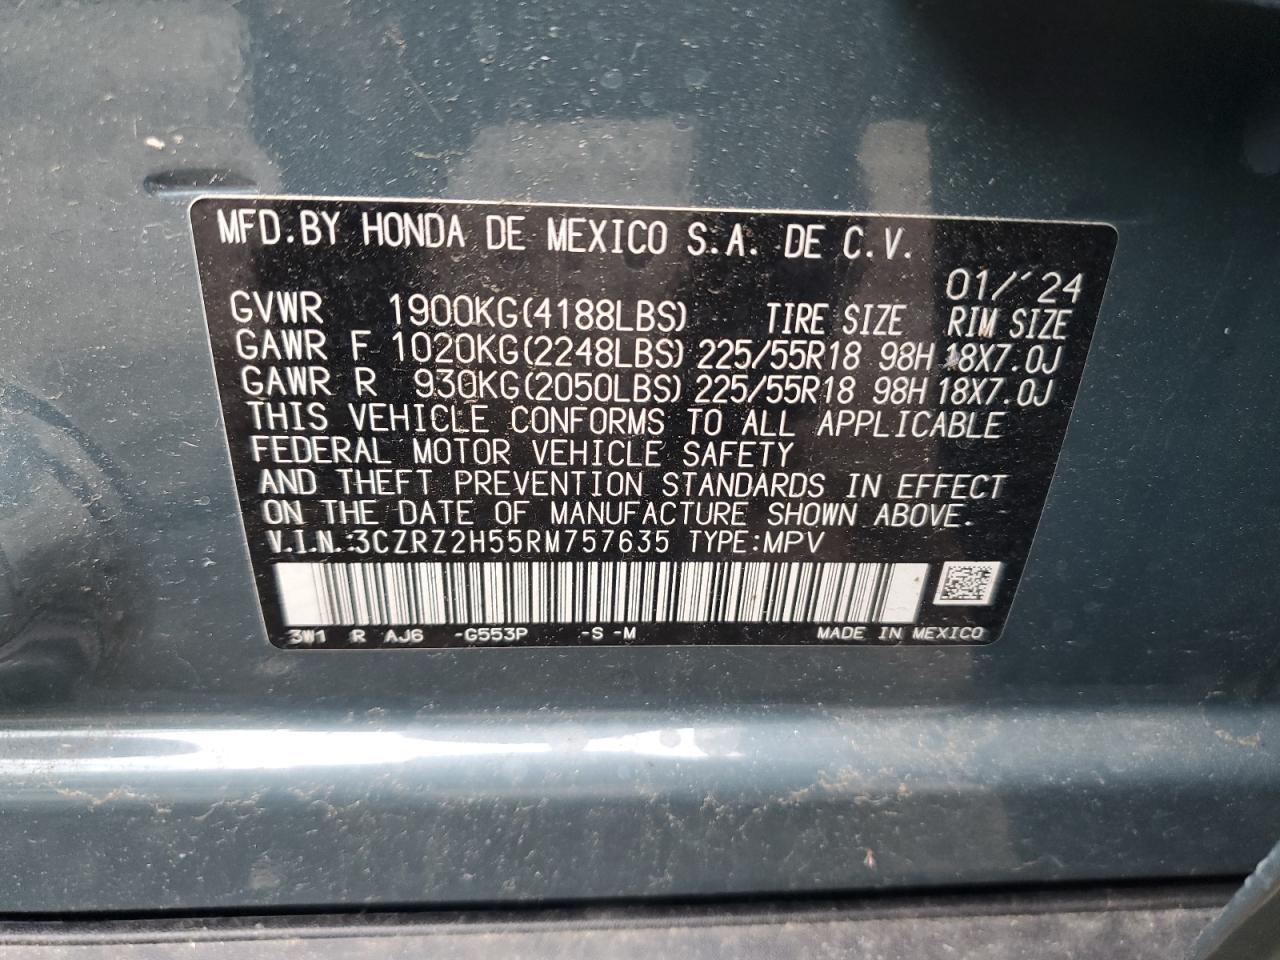 MFD.BY HONDA DE MEXICO S.A. DE C.V.
01/´24
GVWR 1900KG(4188LBS) TIRE SIZE RIM SIZE
GAWR F 1020KG(2248LBS) 225/55R18 98H 18X7.0J
GAWR R 930KG(2050LBS) 225/55R18 98H 18X7.0J
THIS VEHICLE CONFORMS TO ALL APPLICABLE
FEDERAL MOTOR VEHICLE SAFETY
AND THEFT PREVENTION STANDARDS IN EFFECT
ON THE DATE OF MANUFACTURE SHOWN ABOVE.
V.I.N.:3CZRZ2H55RM757635 TYPE:MPV
3W1 R AJ6 -G553P -S -M MADE IN MEXICO